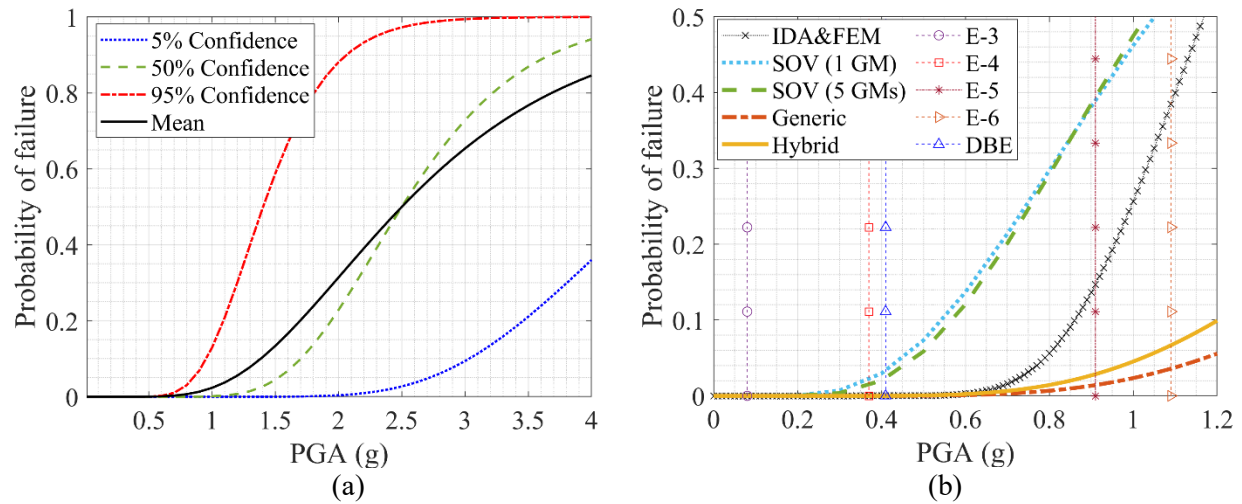 Probability of failure
1
0.8
0.6
0.4
0.2
0
5% Confidence
50% Confidence
95% Confidence
Mean
0.5 1 1.5 2 2.5 3 3.5 4
PGA (g)
(a)
Probability of failure
0.5
0.4
0.3
0.2
0.1
0
IDA&FEM
SOV (1 GM)
SOV (5 GMs)
Generic
Hybrid
E-3
E-4
E-5
E-6
DBE
0 0.2 0.4 0.6 0.8 1 1.2
PGA (g)
(b)